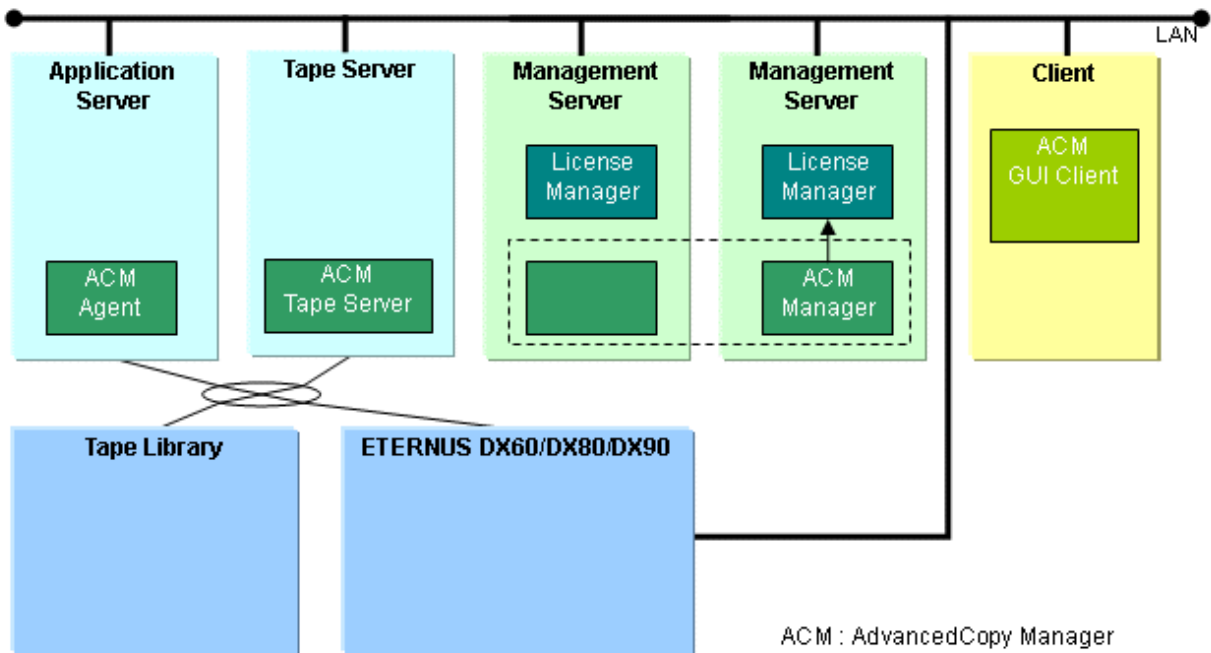 LAN
Application
Server
Tape Server
Management
Server
Management
Server
Client
License
Manager
License
Manager
ACM
GUI Client
ACM
Agent
ACM
Tape Server
ACM
Manager
Tape Library
ETERNUS DX60/DX80/DX90
ACM : AdvancedCopy Manager